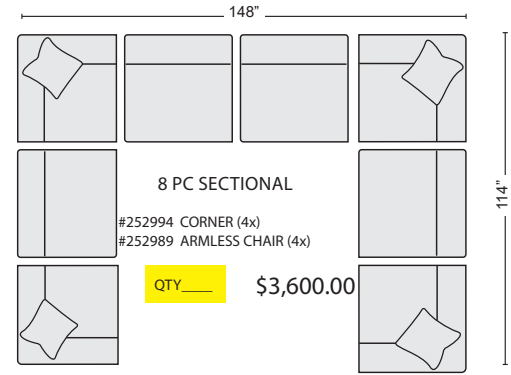 148”
114”
8 PC SECTIONAL
#252994 CORNER (4x)
#252989 ARMLESS CHAIR (4x)
QTY____ $3,600.00